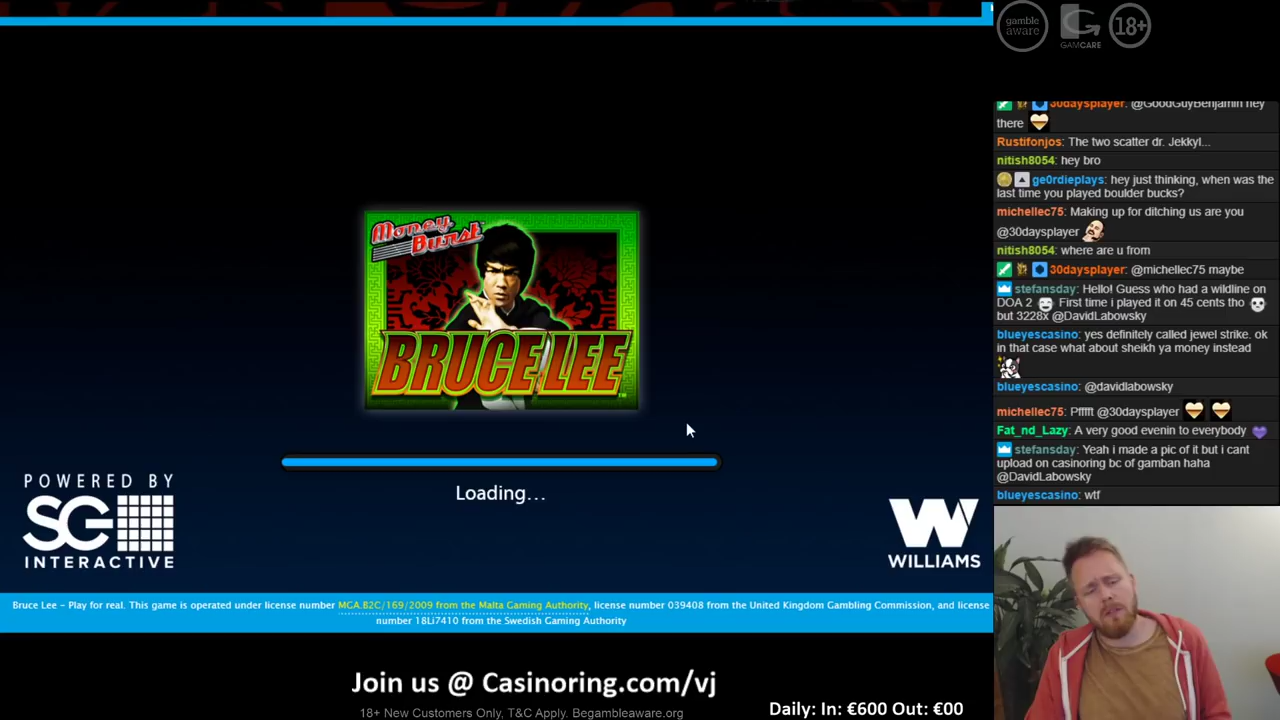 gamble
aware
GAMCARE
18+
30daysplayer: @GoodGuyBenjamin hey
there
Rustifonjos: The two scatter dr. Jekkyl...
nitish8054: hey bro
ge0rdieplays: hey just thinking, when was the
last time you played boulder bucks?
michellec75: Making up for ditching us are you
@30daysplayer
nitish8054: where are u from
30daysplayer: @michellec75 maybe
stefansday: Hello! Guess who had a wildline on
DOA 2 First time i played it on 45 cents tho
but 3228x @DavidLabowsky
blueyescasino: yes definitely called jewel strike. ok
in that case what about sheikh ya money instead
blueyescasino: @davidlabowsky
michellec75: Pfffft @30daysplayer
Fat_nd_Lazy: A very good evenin to everybody
stefansday: Yeah i made a pic of it but i cant
upload on casinoring bc of gamban haha
@DavidLabowsky
blueyescasino: wtf
Money
Burst
BRUCE LEE
Loading...
POWERED BY
SG
INTERACTIVE
W
WILLIAMS
Bruce Lee - Play for real. This game is operated under license number MGA.B2C/169/2009 from the Malta Gaming Authority, license number 039408 from the United Kingdom Gambling Commission, and license
number 18Li7410 from the Swedish Gaming Authority
Join us @ Casinoring.com/vj
18+ New Customers Only, T&C Apply. Begambleaware.org
Daily: In: €600 Out: €00